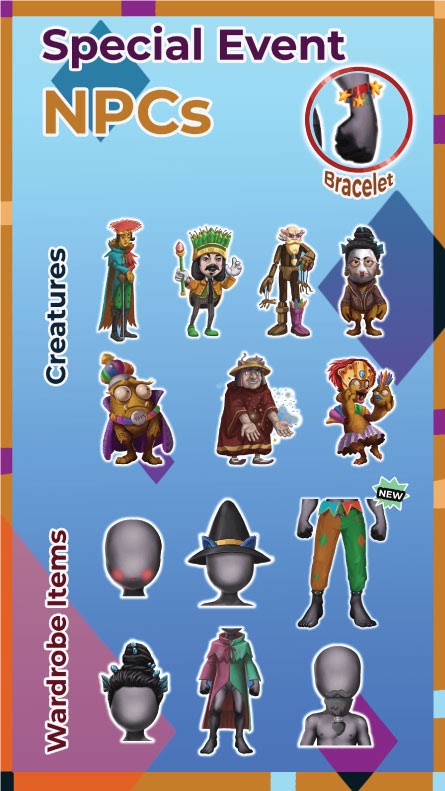 Special Event
NPCs
Bracelet
Creatures
NEW
Wardrobe Items